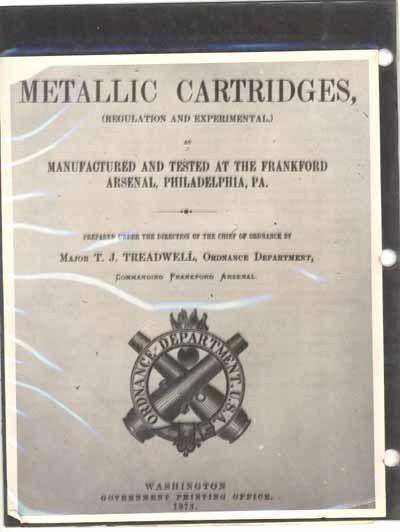 METALLIC CARTRIDGES,
(REGULATION AND EXPERIMENTAL,)
AS
MANUFACTURED AND TESTED AT THE FRANKFORD
ARSENAL, PHILADELPHIA, PA.
PREPARED UNDER THE DIRECTION OF THE CHIEF OF ORDNANCE BY
MAJOR T. J. TREADWELL, ORDNANCE DEPARTMENT,
COMMANDING FRANKFORD ARSENAL.
ORDNANCE·DEPARTMENT·U.S.A.
WASHINGTON
GOVERNMENT PRINTING OFFICE.
1873.